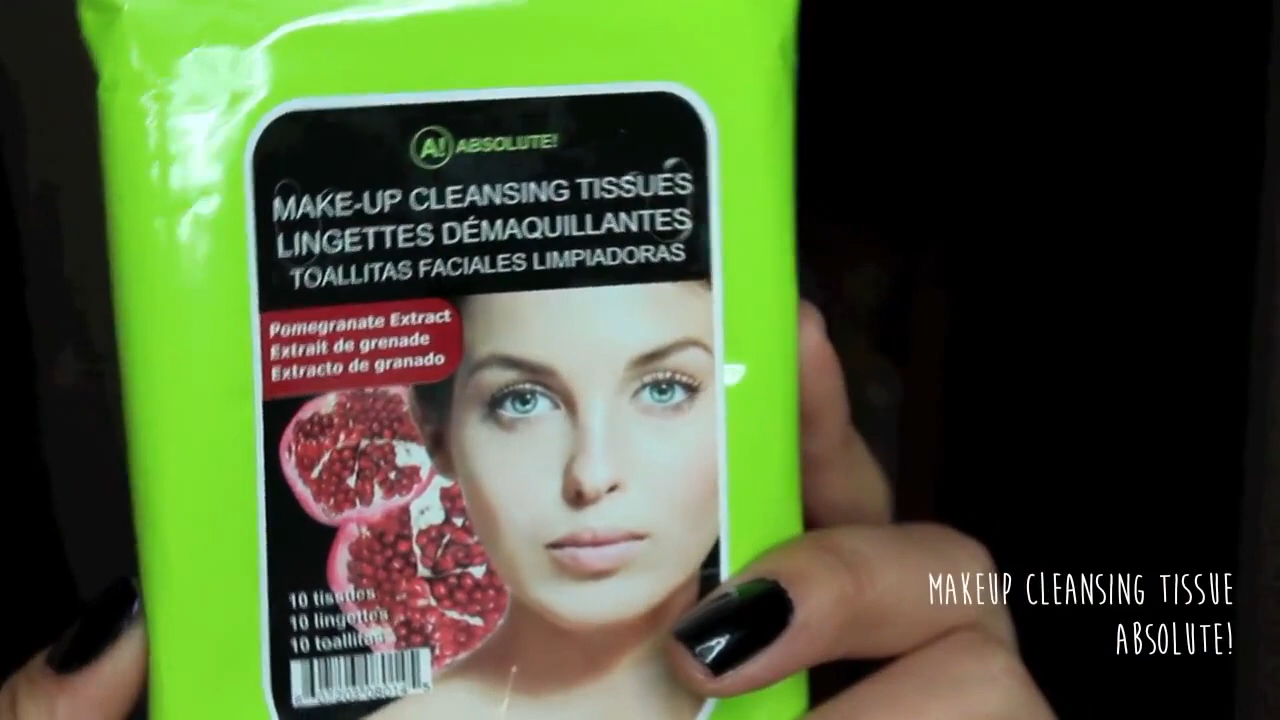 A! ABSOLUTE!
MAKE-UP CLEANSING TISSUES
LINGETTES DÉMAQUILLANTES
TOALLITAS FACIALES LIMPIADORAS
Pomegranate Extract
Extrait de grenade
Extracto de granado
10 tissues
10 lingettes
10 toallitas
MAKEUP CLEANSING TISSUE
ABSOLUTE!